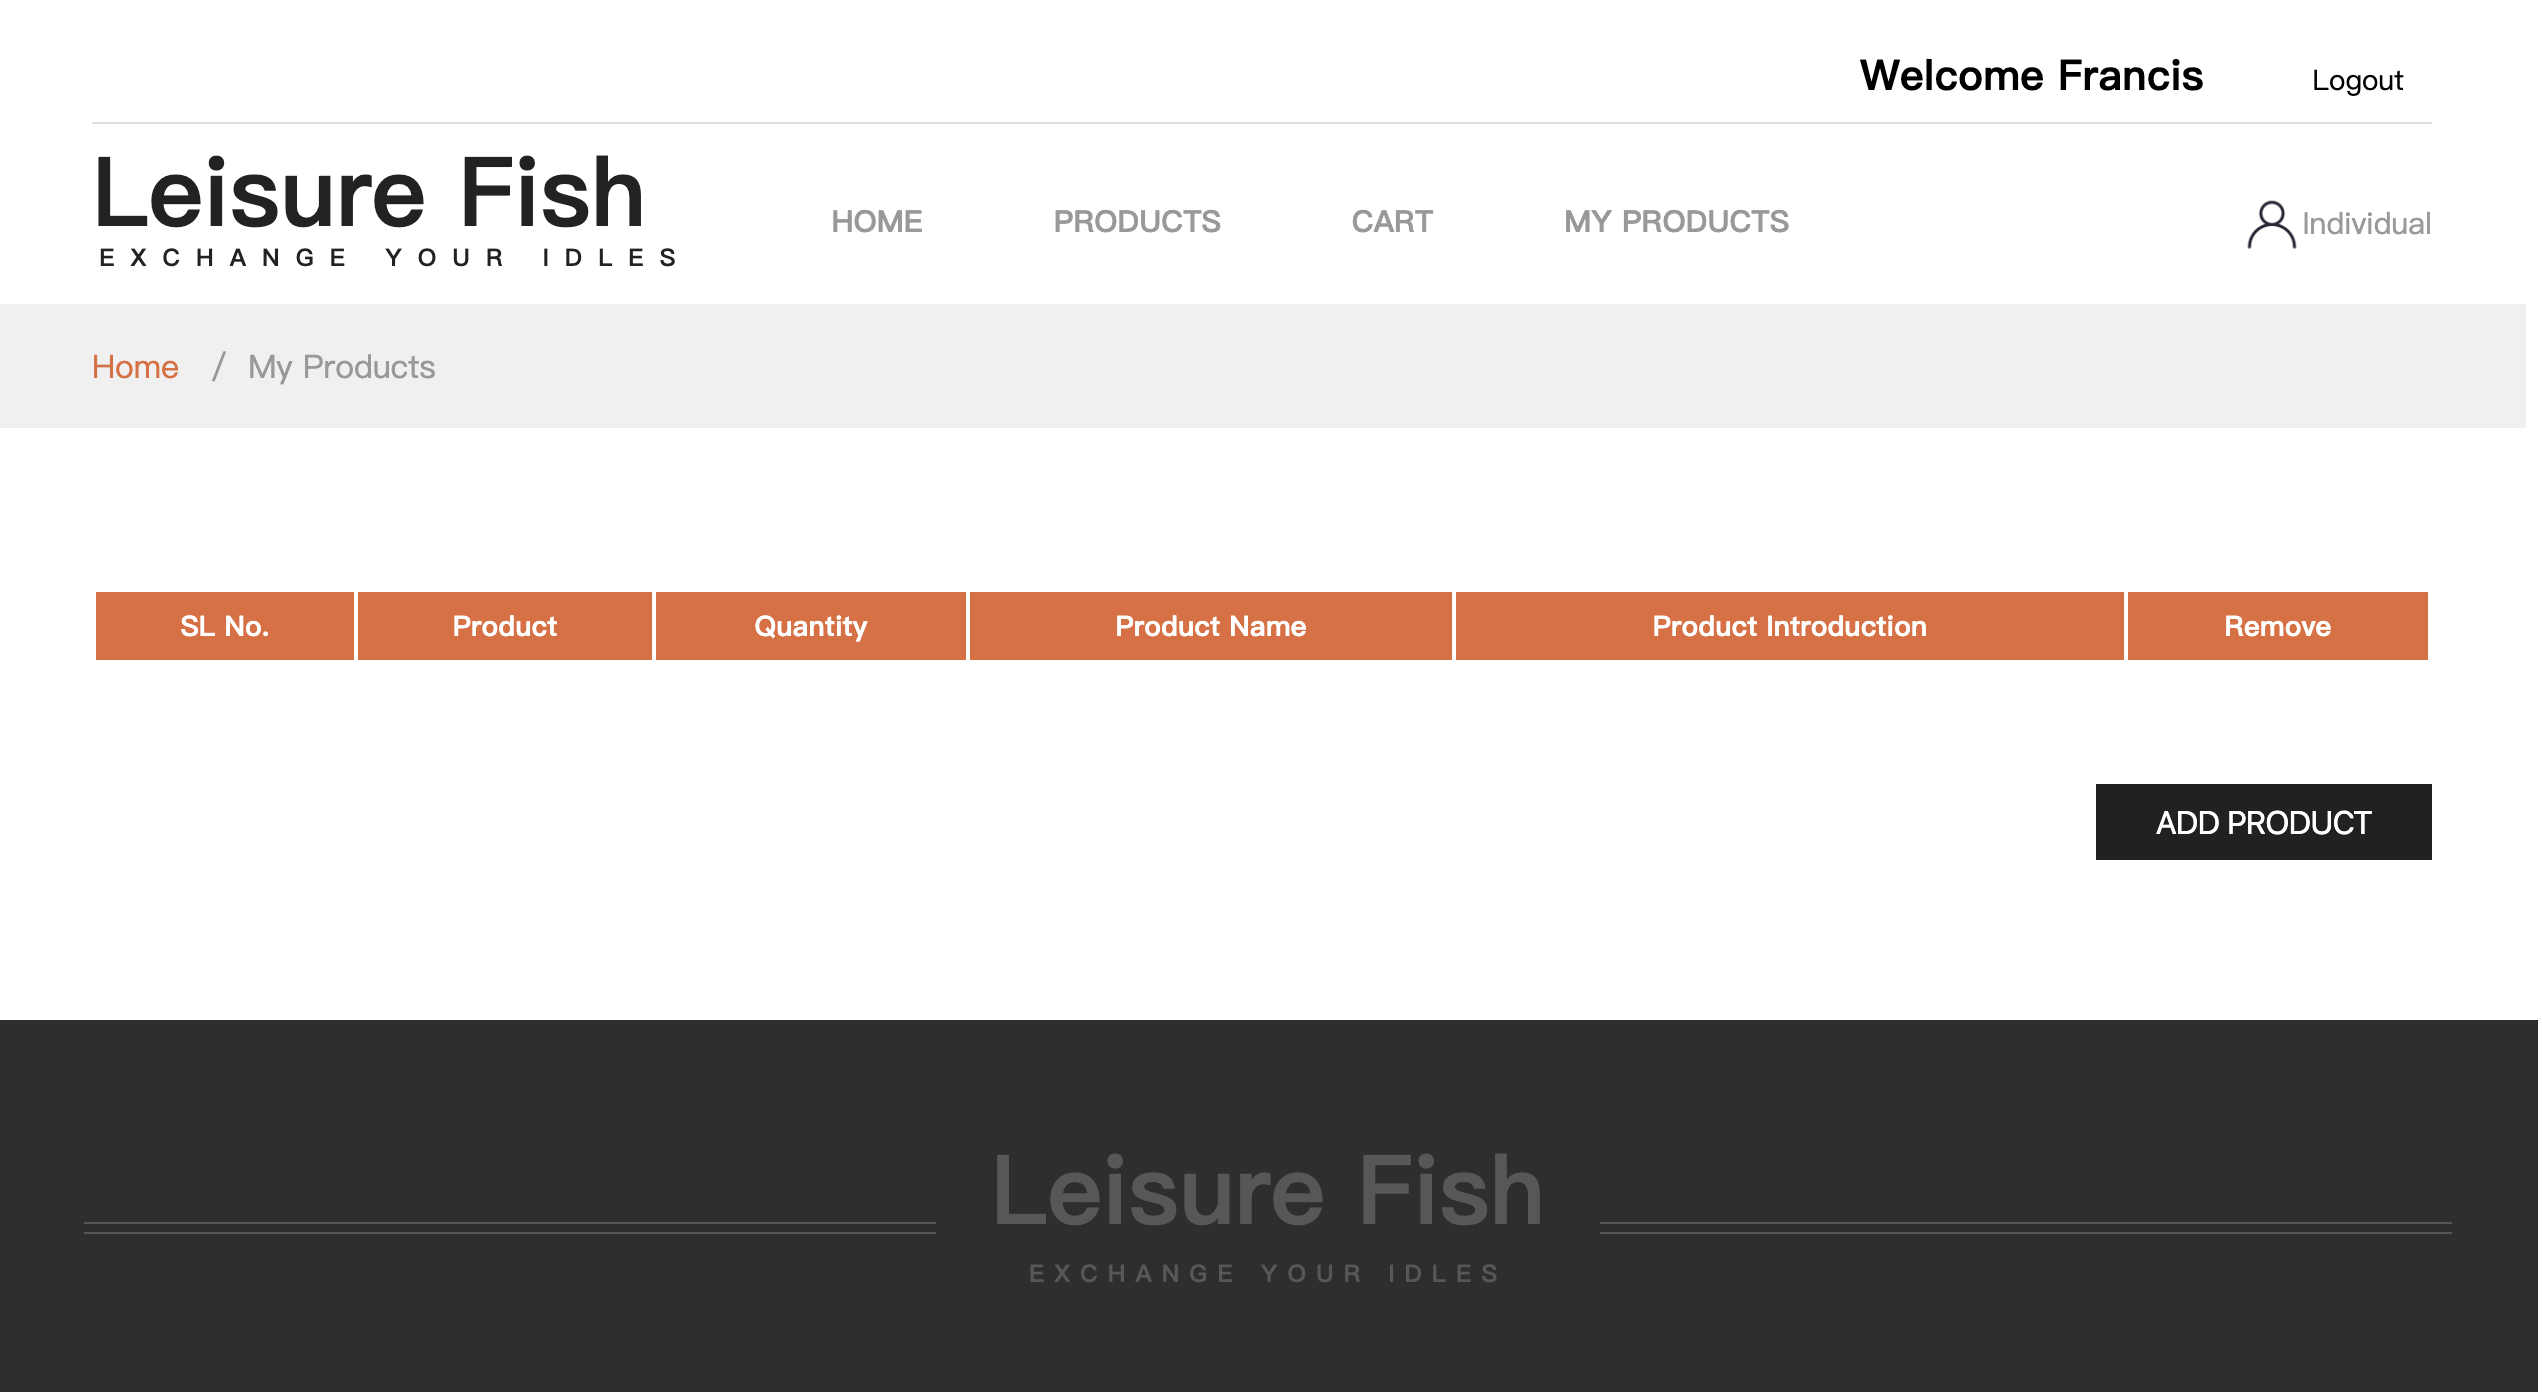 Welcome Francis Logout
Leisure Fish
EXCHANGE YOUR IDLES
HOME PRODUCTS CART MY PRODUCTS Individual
Home / My Products
SL No. Product Quantity Product Name Product Introduction Remove
ADD PRODUCT
Leisure Fish
EXCHANGE YOUR IDLES